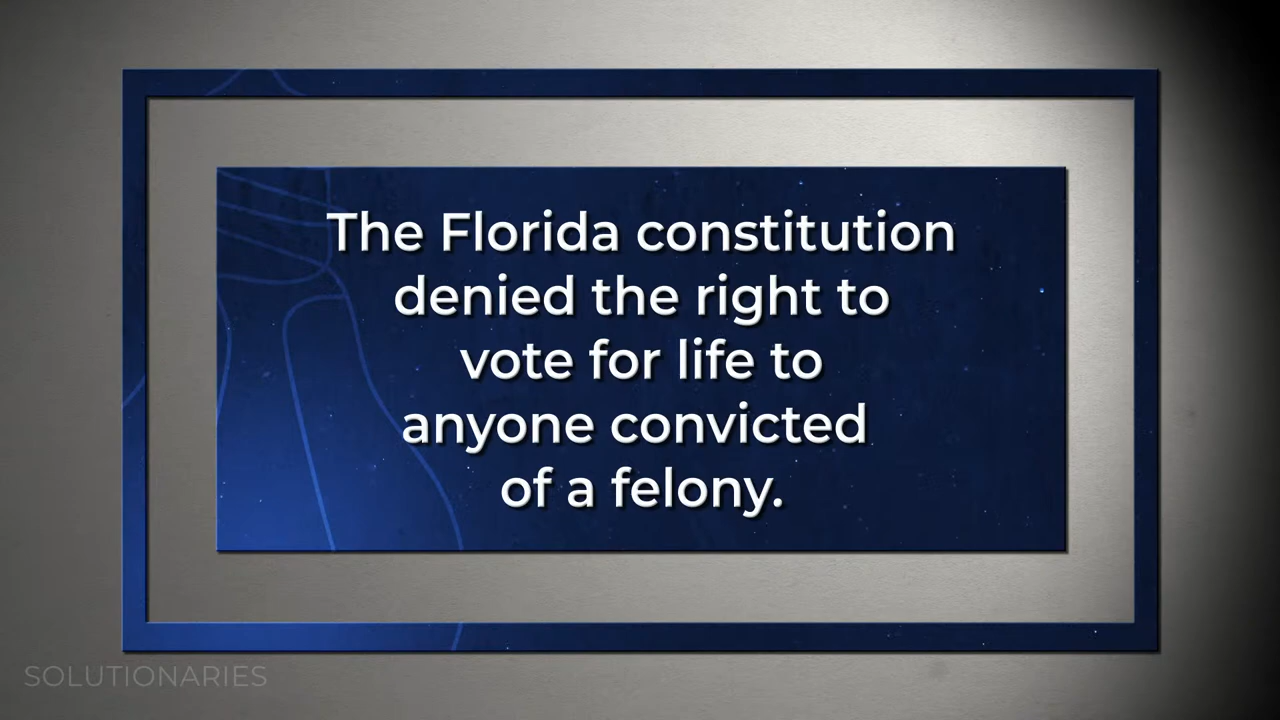 The Florida constitution
denied the right to
vote for life to
anyone convicted
of a felony.
SOLUTIONARIES